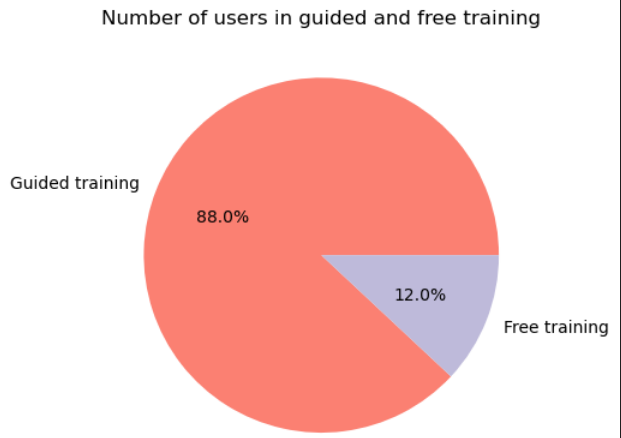 Number of users in guided and free training
Guided training
88.0%
12.0%
Free training